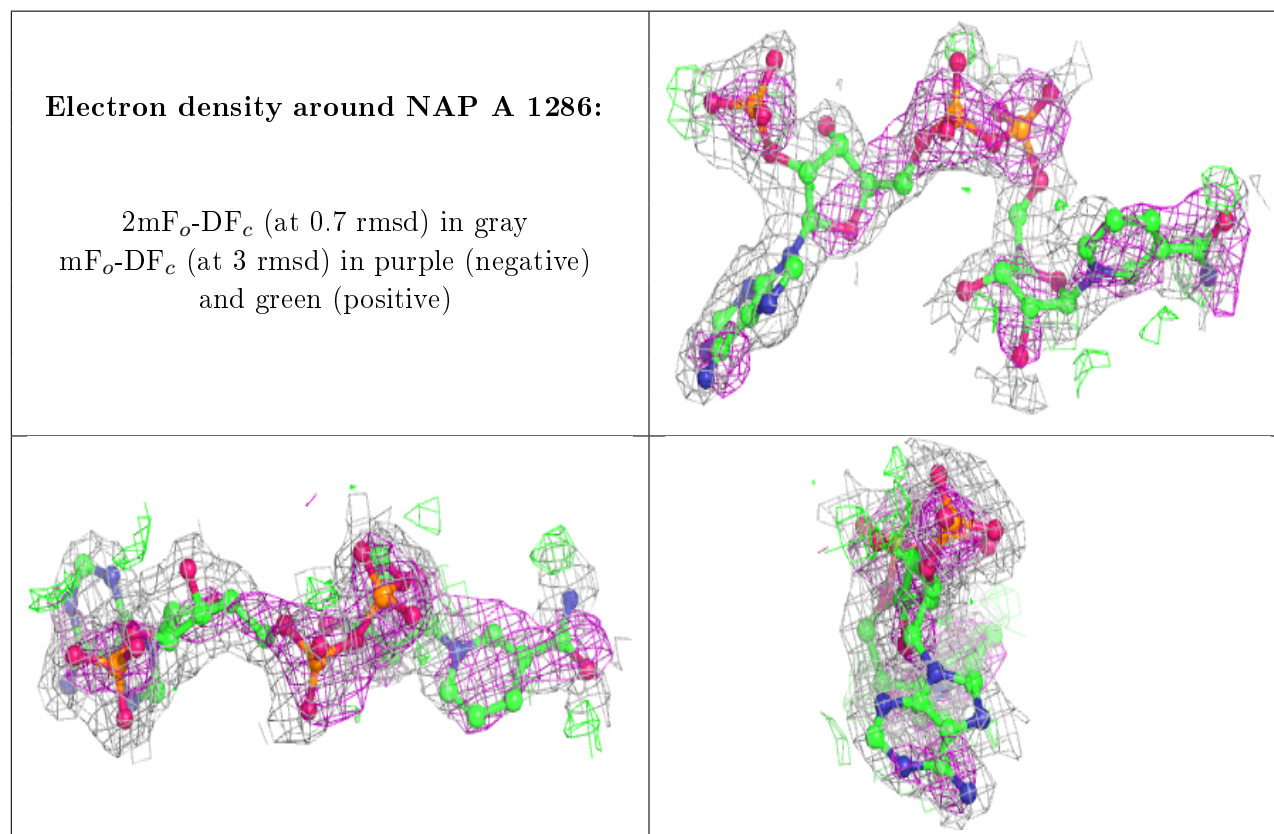 Electron density around NAP A 1286:
2mFₒ-DF𝒸 (at 0.7 rmsd) in gray
mFₒ-DF𝒸 (at 3 rmsd) in purple (negative)
and green (positive)